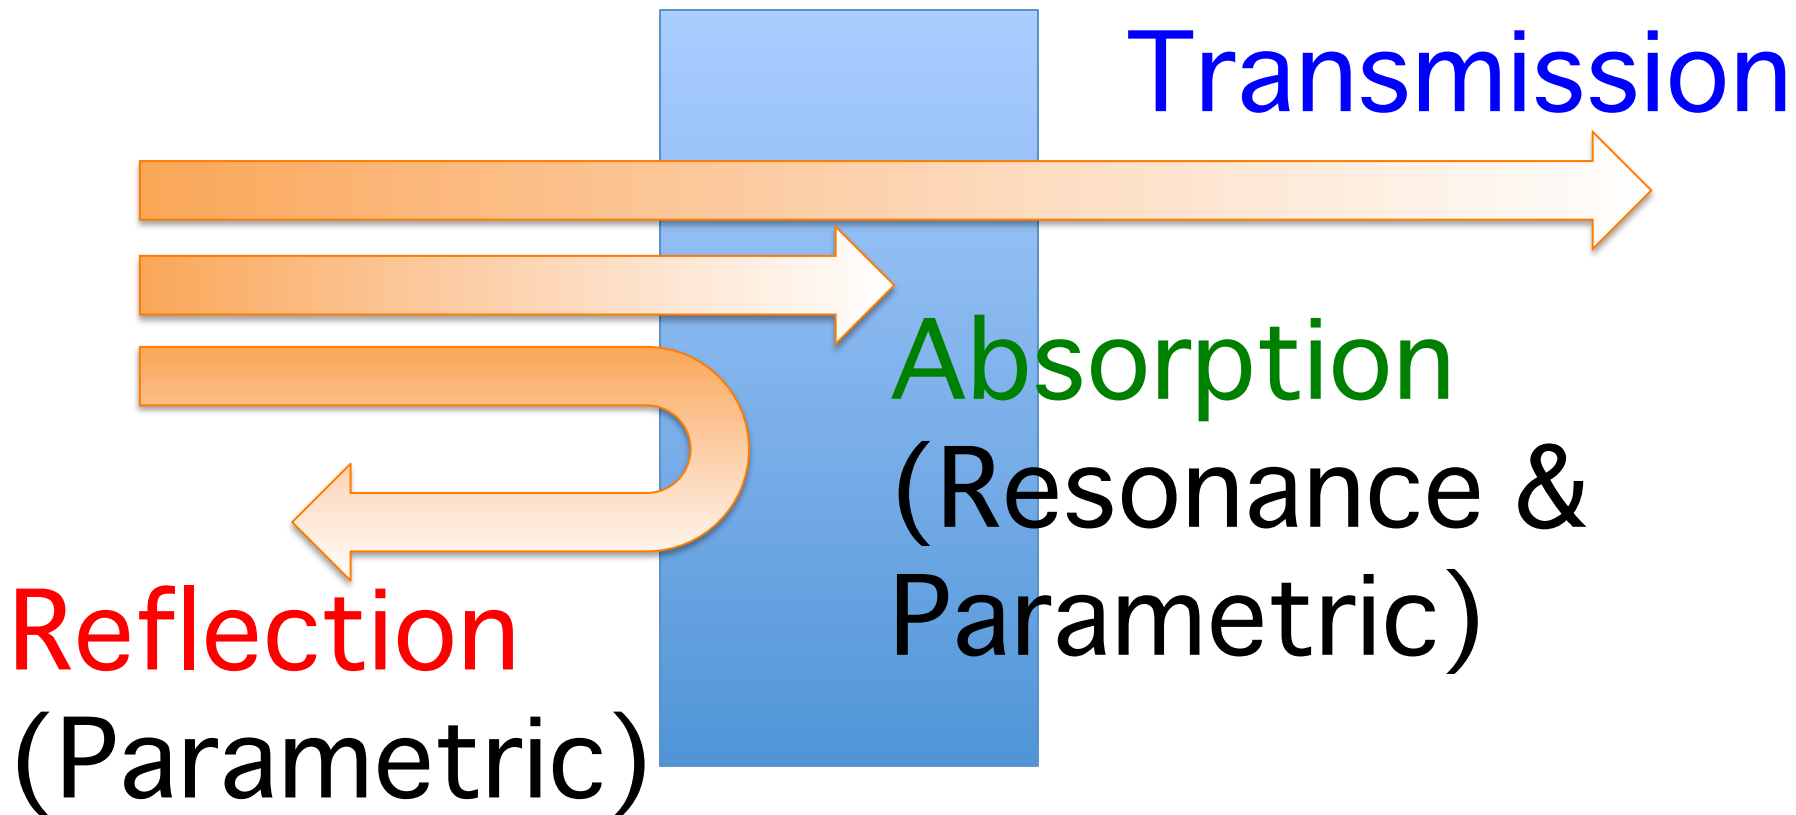 Transmission
Absorption
(Resonance &
Parametric)
Reflection
(Parametric)